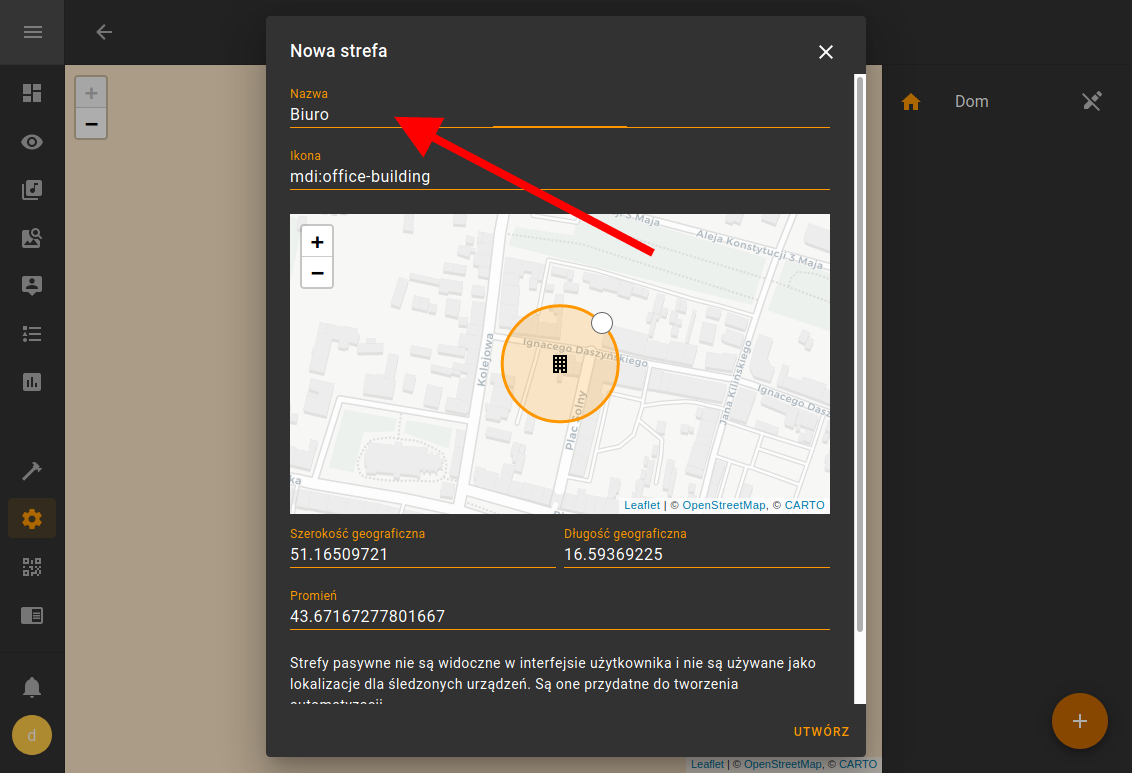 Nowa strefa
Nazwa
Biuro
Dom
Ikona
mdi:office-building
+
−
3 Maja
Aleja Konstytucji 3 Maja
Kolejowa
Ignacego Daszyńskiego
Jana Kilińskiego
Ignacego Dasz
Plac olny
ka
Leaflet | © OpenStreetMap, © CARTO
Szerokość geograficzna
Długość geograficzna
51.16509721
16.59369225
Promień
43.67167277801667
Strefy pasywne nie są widoczne w interfejsie użytkownika i nie są używane jako
lokalizacje dla śledzonych urządzeń. Są one przydatne do tworzenia
automatyzacji.
UTWÓRZ
+
−
d
+
Leaflet | © OpenStreetMap, © CARTO